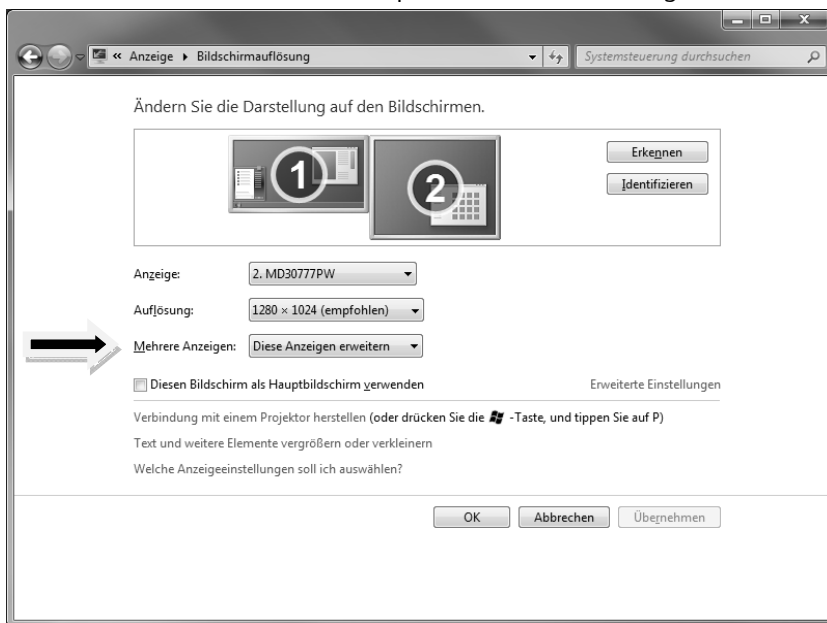 « Anzeige ▸ Bildschirmauflösung
Systemsteuerung durchsuchen
Ändern Sie die Darstellung auf den Bildschirmen.
1
2
Erkennen
Identifizieren
Anzeige:
2. MD30777PW
Auflösung:
1280 × 1024 (empfohlen)
Mehrere Anzeigen:
Diese Anzeigen erweitern
Diesen Bildschirm als Hauptbildschirm verwenden
Erweiterte Einstellungen
Verbindung mit einem Projektor herstellen (oder drücken Sie die -Taste, und tippen Sie auf P)
Text und weitere Elemente vergrößern oder verkleinern
Welche Anzeigeeinstellungen soll ich auswählen?
OK
Abbrechen
Übernehmen